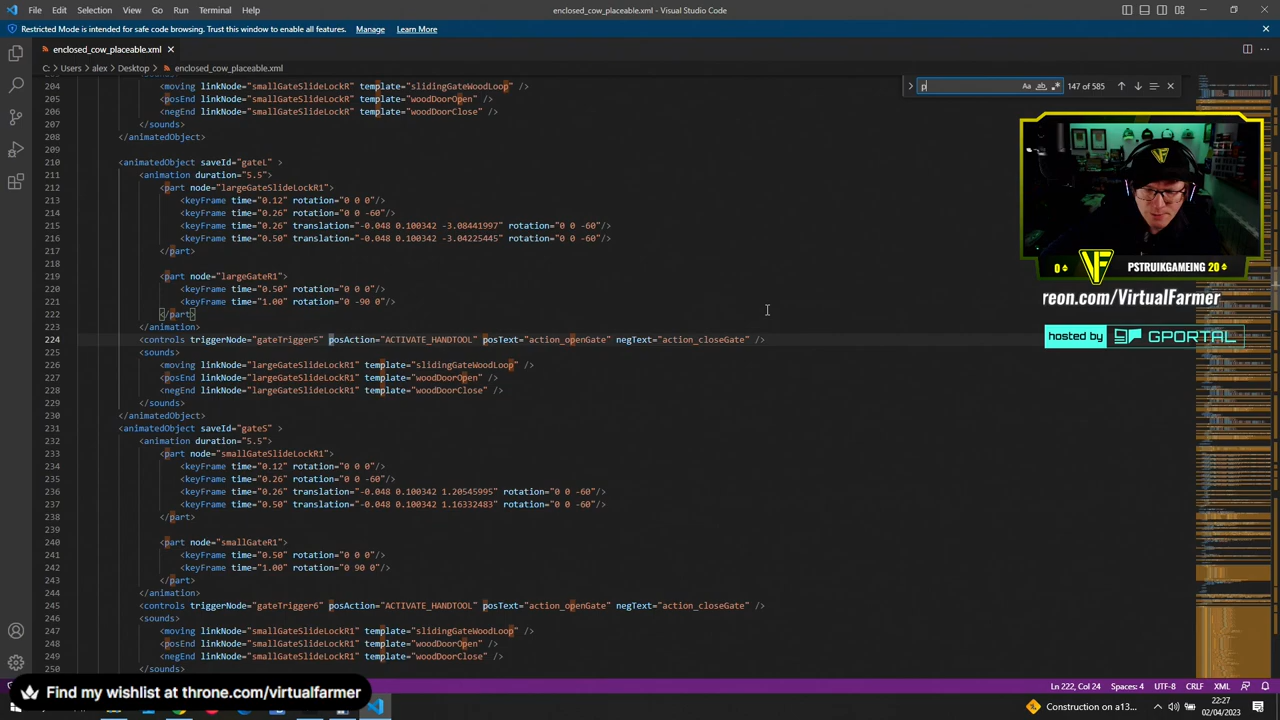 File Edit Selection View Go Run Terminal Help
enclosed_cow_placeable.xml - Visual Studio Code
Restricted Mode is intended for safe code browsing. Trust this window to enable all features. Manage Learn More
enclosed_cow_placeable.xml
C: > Users > alex > Desktop > enclosed_cow_placeable.xml
p
147 of 585
204 <moving linkNode="smallGateSlideLockR" template="slidingGateWoodLoop" />
205 <posEnd linkNode="smallGateSlideLockR" template="woodDoorOpen" />
206 <negEnd linkNode="smallGateSlideLockR" template="woodDoorClose" />
207 </sounds>
208 </animatedObject>
209
210 <animatedObject saveId="gateL" >
211 <animation duration="5.5">
212 <part node="largeGateSlideLockR1">
213 <keyFrame time="0.12" rotation="0 0 0"/>
214 <keyFrame time="0.26" rotation="0 0 -60"/>
215 <keyFrame time="0.26" translation="-0.048 0.100342 -3.08441997" rotation="0 0 -60"/>
216 <keyFrame time="0.50" translation="-0.048 0.100342 -3.04225445" rotation="0 0 -60"/>
217 </part>
218
219 <part node="largeGateR1">
220 <keyFrame time="0.50" rotation="0 0 0"/>
221 <keyFrame time="1.00" rotation="0 90 0"/>
222 </part>
223 </animation>
224 <controls triggerNode="gateTrigger5" posAction="ACTIVATE_HANDTOOL" posText="action_openGate" negText="action_closeGate" />
225 <sounds>
226 <moving linkNode="largeGateSlideLockR1" template="slidingGateWoodLoop" />
227 <posEnd linkNode="largeGateSlideLockR1" template="woodDoorOpen" />
228 <negEnd linkNode="largeGateSlideLockR1" template="woodDoorClose" />
229 </sounds>
230 </animatedObject>
231 <animatedObject saveId="gateS" >
232 <animation duration="5.5">
233 <part node="smallGateSlideLockR1">
234 <keyFrame time="0.12" rotation="0 0 0"/>
235 <keyFrame time="0.26" rotation="0 0 -60"/>
236 <keyFrame time="0.26" translation="-0.048 0.100342 1.20545995" rotation="0 0 -60"/>
237 <keyFrame time="0.50" translation="-0.048 0.100342 1.16332483" rotation="0 0 -60"/>
238 </part>
239
240 <part node="smallGateR1">
241 <keyFrame time="0.50" rotation="0 0 0"/>
242 <keyFrame time="1.00" rotation="0 90 0"/>
243 </part>
244 </animation>
245 <controls triggerNode="gateTrigger6" posAction="ACTIVATE_HANDTOOL" posText="action_openGate" negText="action_closeGate" />
246 <sounds>
247 <moving linkNode="smallGateSlideLockR1" template="slidingGateWoodLoop" />
248 <posEnd linkNode="smallGateSlideLockR1" template="woodDoorOpen" />
249 <negEnd linkNode="smallGateSlideLockR1" template="woodDoorClose" />
250 </sounds>
0 VF PSTRUIKGAMEING 20
reon.com/VirtualFarmer
hosted by GPORTAL
Find my wishlist at throne.com/virtualfarmer
Ln 222, Col 24 Spaces: 4 UTF-8 CRLF XML
Construction on a13...
22:27
02/04/2023